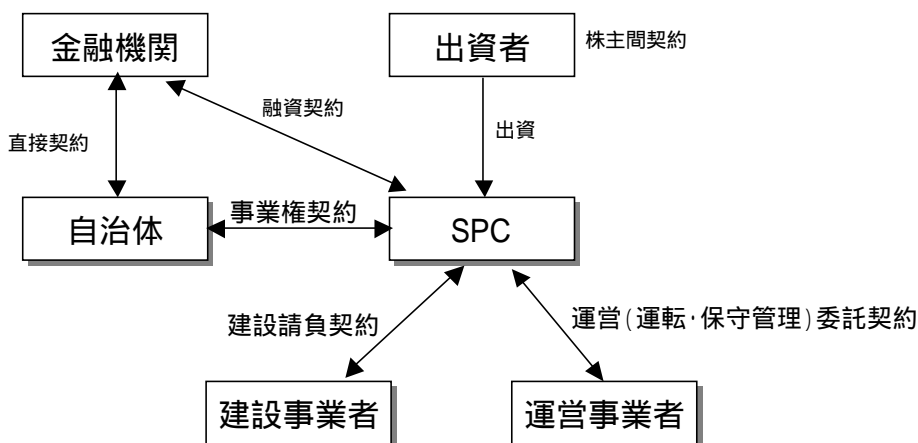 金融機関
出資者
株主間契約
融資契約
出資
直接契約
事業権契約
自治体
SPC
建設請負契約
運営(運転・保守管理)委託契約
建設事業者
運営事業者